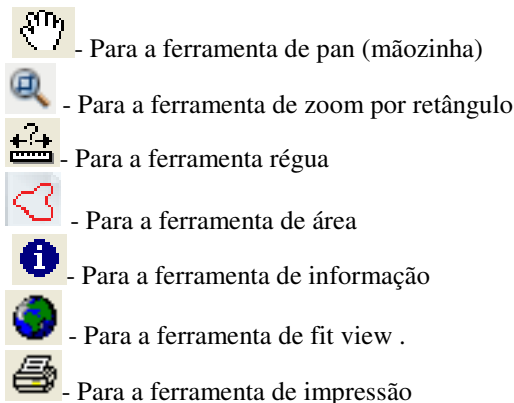 - Para a ferramenta de pan (mãozinha)
- Para a ferramenta de zoom por retângulo
- Para a ferramenta régua
- Para a ferramenta de área
- Para a ferramenta de informação
- Para a ferramenta de fit view .
- Para a ferramenta de impressão